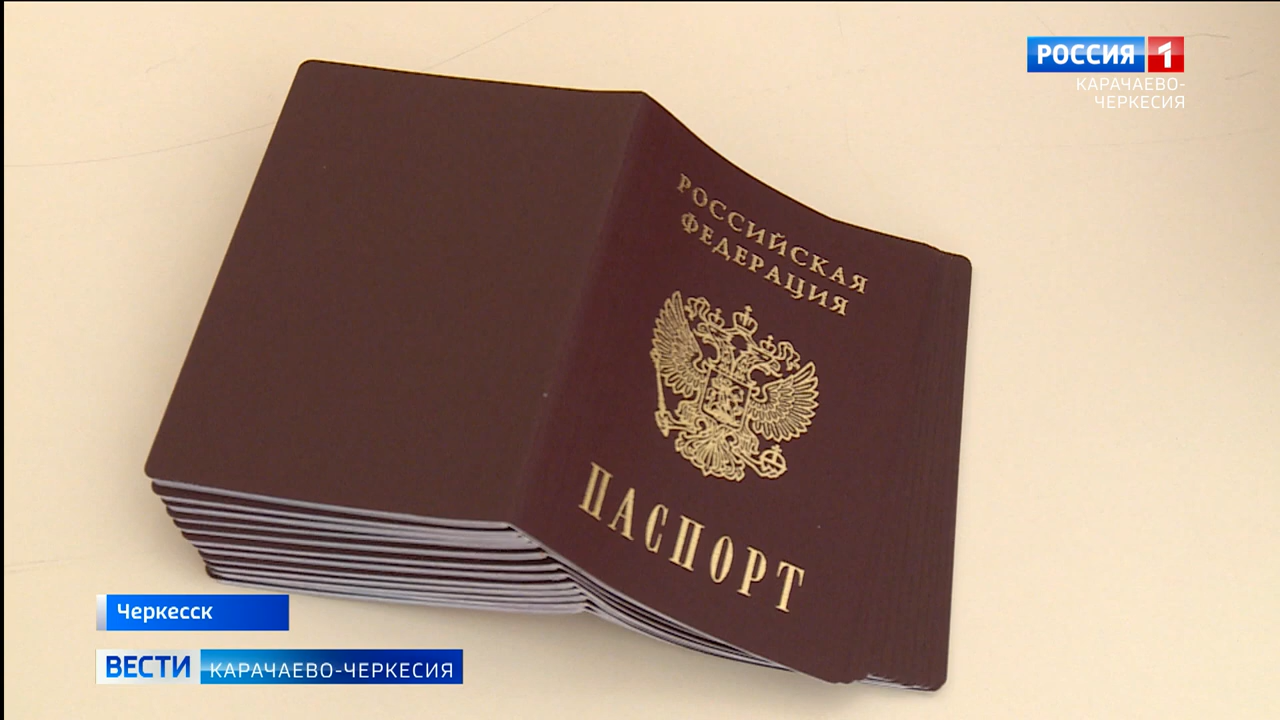 РОССИЯ 1
КАРАЧАЕВО-
ЧЕРКЕСИЯ
РОССИЙСКАЯ
ФЕДЕРАЦИЯ
ПАСПОРТ
Черкесск
ВЕСТИ КАРАЧАЕВО-ЧЕРКЕСИЯ